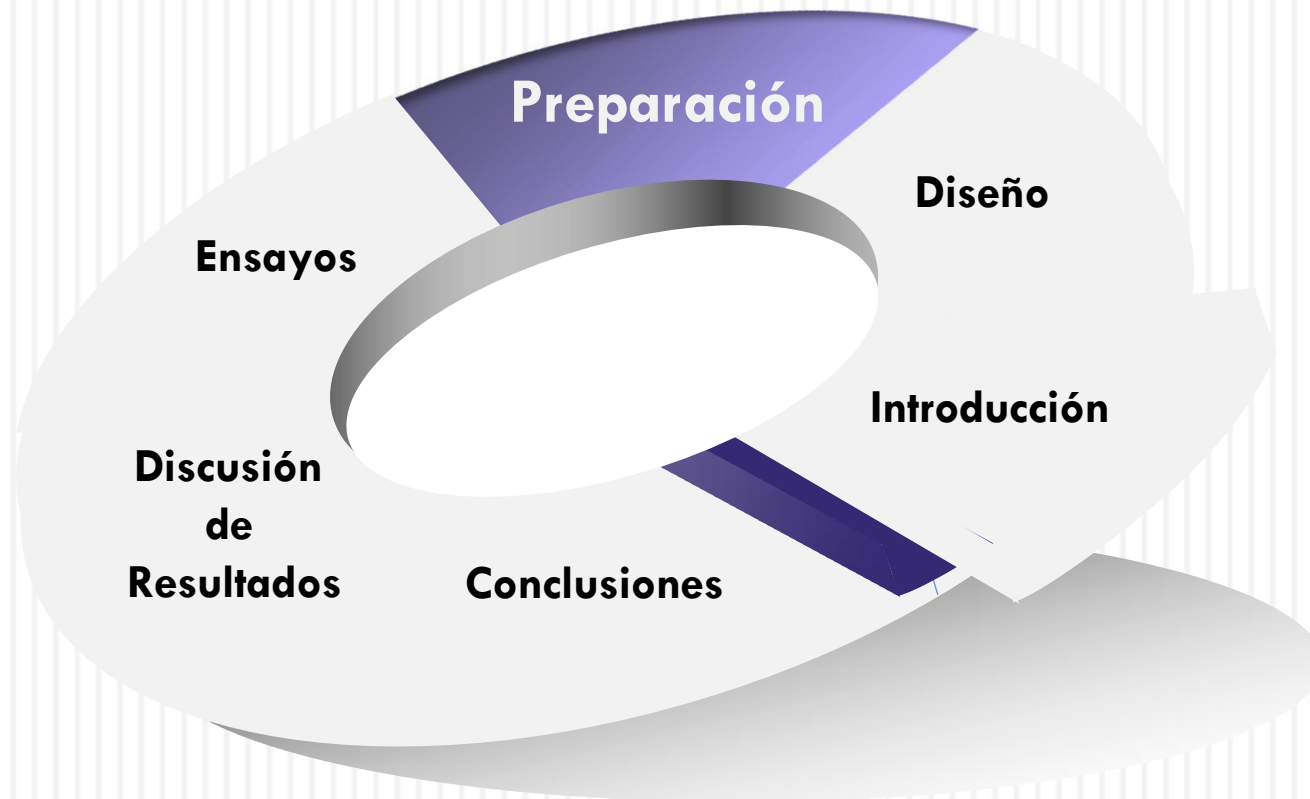 Preparación
Diseño
Ensayos
Introducción
Discusión
de
Resultados
Conclusiones